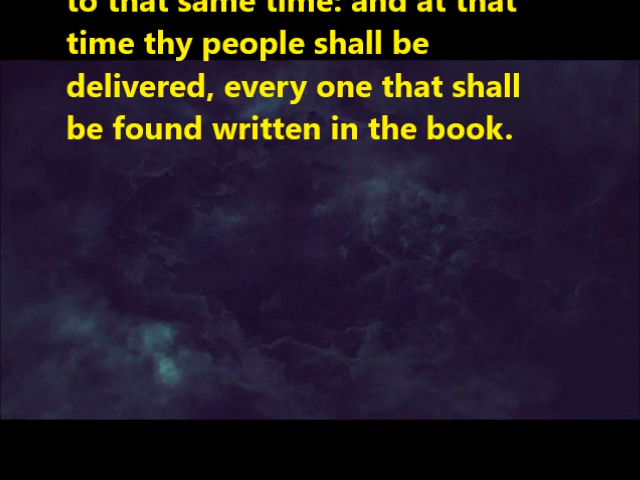 to that same time: and at that
time thy people shall be
delivered, every one that shall
be found written in the book.